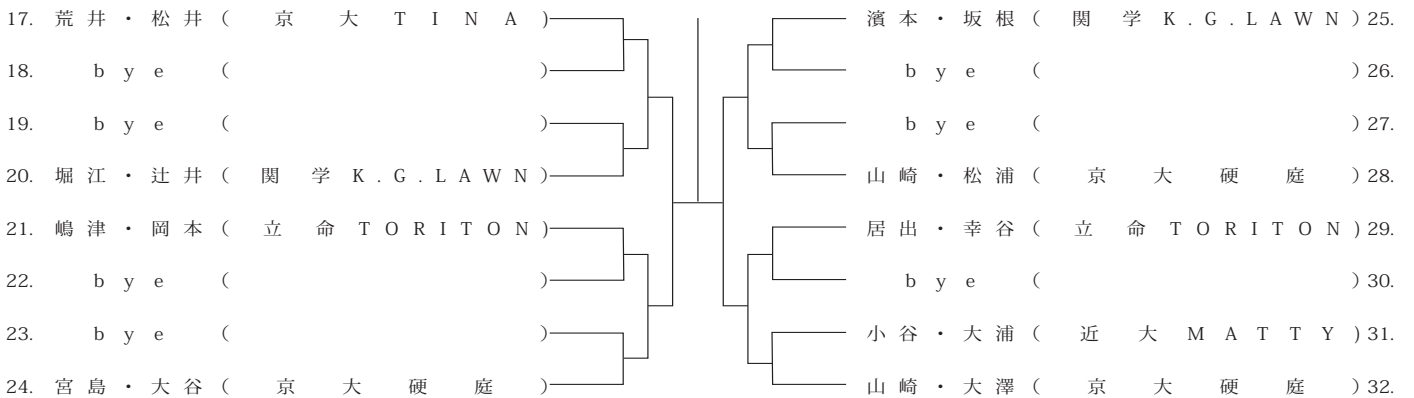 17. 荒井・松井(京大TINA)
18. bye ( )
19. bye ( )
20. 堀江・辻井(関学K.G.LAWN)
21. 嶋津・岡本(立命TORITON)
22. bye ( )
23. bye ( )
24. 宮島・大谷(京大硬庭)
濱本・坂根(関学K.G.LAWN)25.
bye ( )26.
bye ( )27.
山崎・松浦(京大硬庭)28.
居出・幸谷(立命TORITON)29.
bye ( )30.
小谷・大浦(近大MATTY)31.
山崎・大澤(京大硬庭)32.